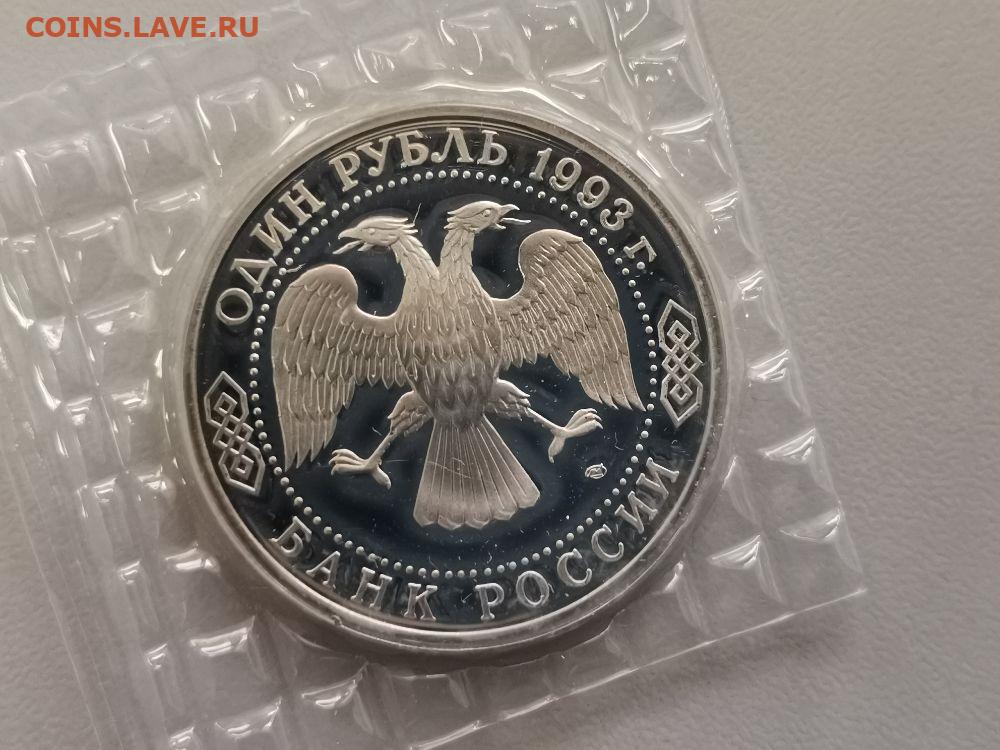 COINS.LAVE.RU
ОДИН РУБЛЬ 1993 г.
БАНК РОССИИ